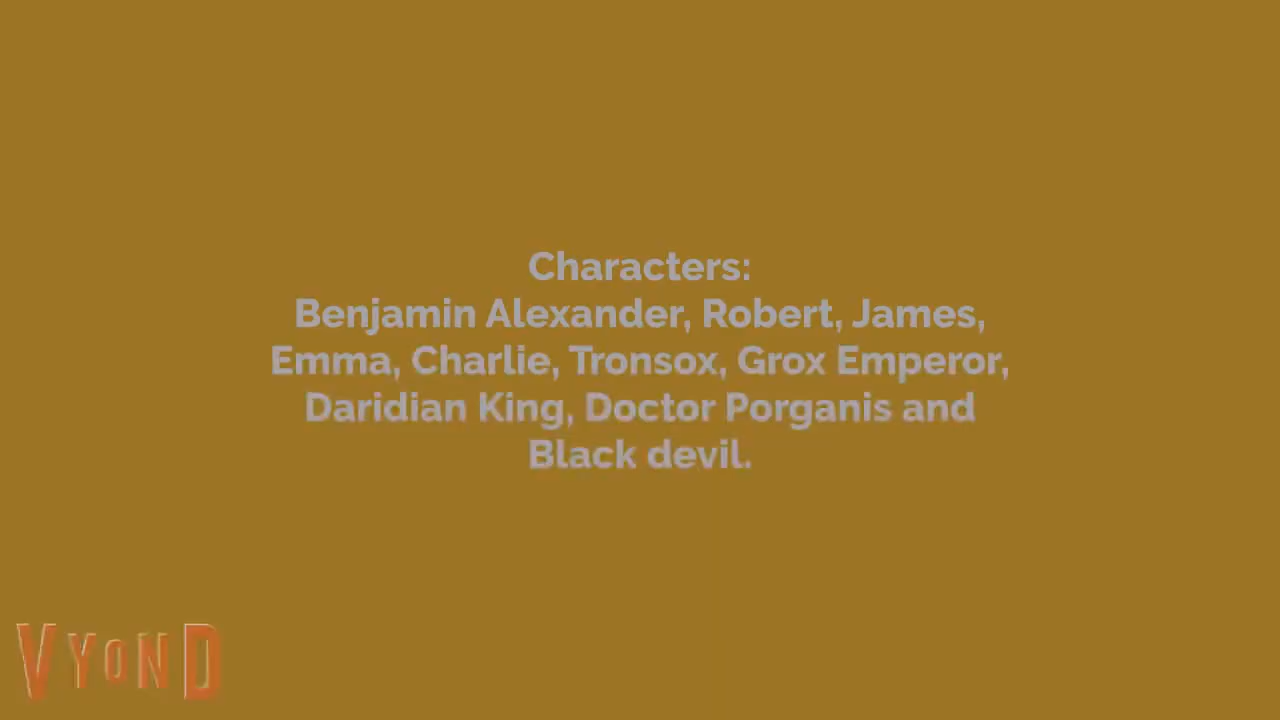 Characters:
Benjamin Alexander, Robert, James,
Emma, Charlie, Tronsox, Grox Emperor,
Daridian King, Doctor Porganis and
Black devil.
VYOND